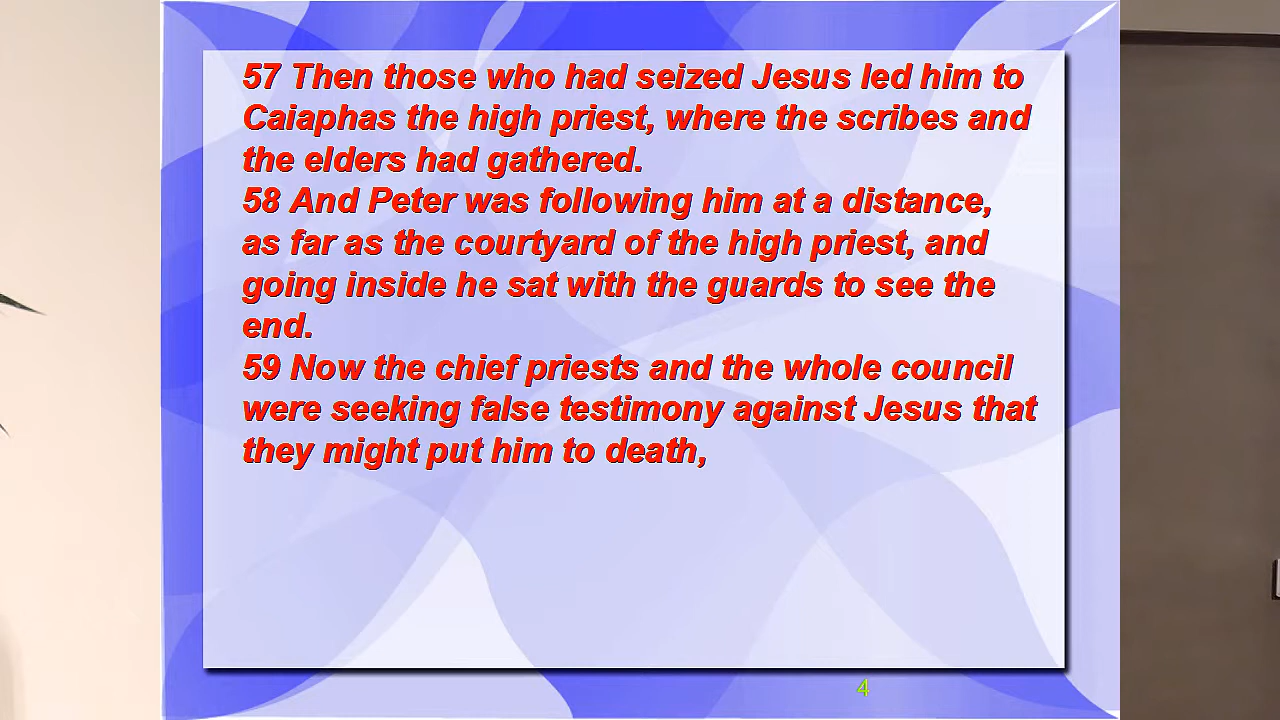 57 Then those who had seized Jesus led him to
Caiaphas the high priest, where the scribes and
the elders had gathered.
58 And Peter was following him at a distance,
as far as the courtyard of the high priest, and
going inside he sat with the guards to see the
end.
59 Now the chief priests and the whole council
were seeking false testimony against Jesus that
they might put him to death,
4